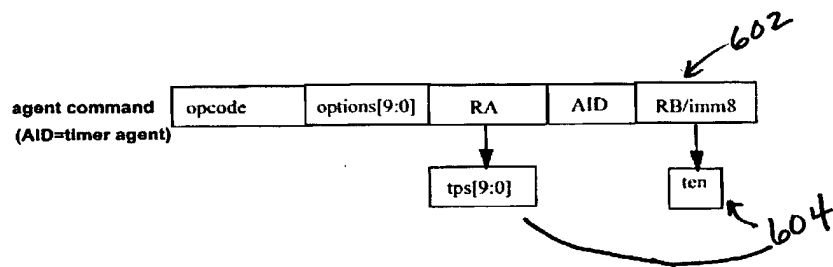 602
agent command opcode options[9:0] RA AID RB/imm8
(AID=timer agent)
tps[9:0] ten
604